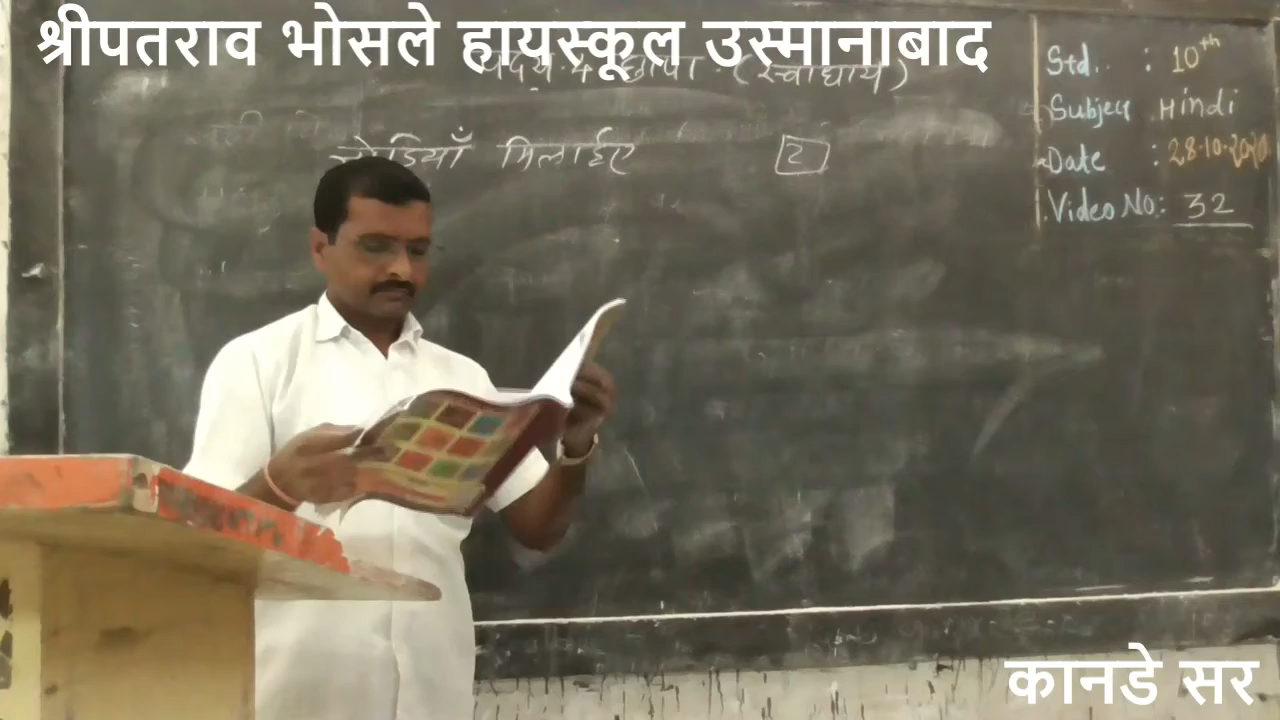 श्रीपतराव भोसले हायस्कूल उस्मानाबाद
छापा (स्वाध्याय)
मिलाईए 2
Std. : 10th
Subject Hindi
Date : 28.10.2020
Video No.: 32
कानडे सर